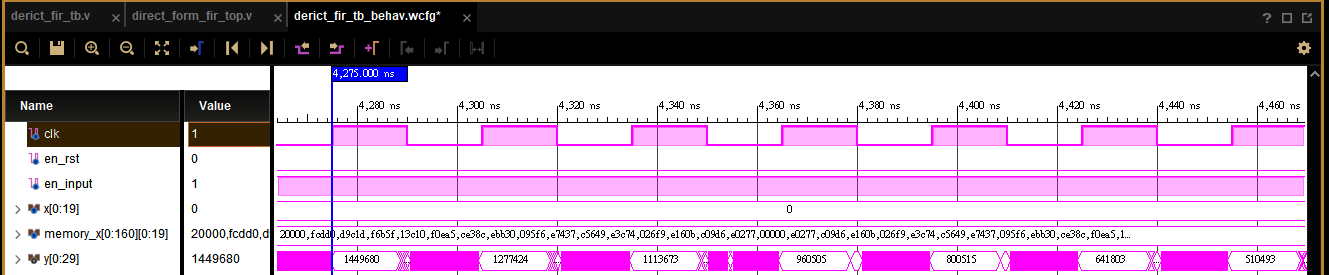 derict_fir_tb.v × direct_form_fir_top.v × derict_fir_tb_behav.wcfg* ×
4,275.000 ns
Name Value 4,280 ns 4,300 ns 4,320 ns 4,340 ns 4,360 ns 4,380 ns 4,400 ns 4,420 ns 4,440 ns 4,460 ns
clk 1
en_rst 0
en_input 1
x[0:19] 0 0
memory_x[0:160][0:19] 20000,fcdd0,d 20000,fcdd0,d9c1d,f6b5f,13c10,f0ea5,ce38c,ebb30,095f6,e7437,c5649,e3c74,026f9,e160b,c09d6,e0277,00000,e0277,c09d6,e160b,026f9,e3c74,c5649,e7437,095f6,ebb30,ce38c,f0ea5,1...
y[0:29] 1449680 1449680 1277424 1113673 960505 800515 641803 510493